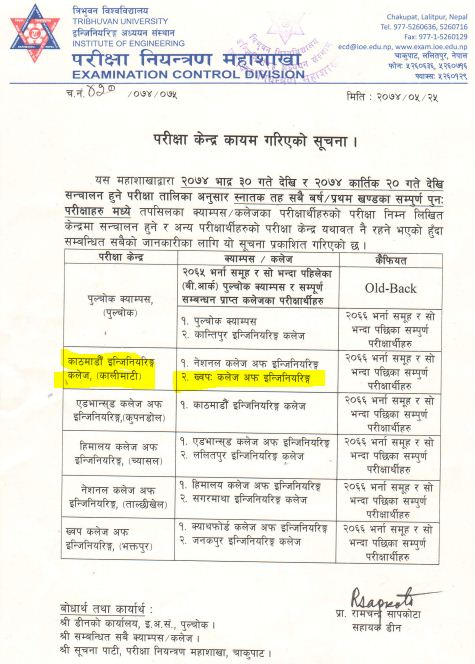 त्रिभुवन विश्वविद्यालय
TRIBHUVAN UNIVERSITY
इन्जिनियरिङ्ग अध्ययन संस्थान
INSTITUTE OF ENGINEERING
परीक्षा नियन्त्रण महाशाखा
EXAMINATION CONTROL DIVISION
Chakupat, Lalitpur, Nepal
Tel: 977-5260636, 5260716
Fax: 977-1-5260129
ecd@ioe.edu.np, www.exam.ioe.edu.np
चाकुपाट, ललितपुर, नेपाल
फोन: ५२६०६३६, ५२६०७१६
फ्याक्स: ५२६०१२९
च.नं. ४२० /०७४/०७५
मिति : २०७४/०५/२५
परीक्षा केन्द्र कायम गरिएको सूचना ।
यस महाशाखाद्वारा २०७४ भाद्र ३० गते देखि र २०७४ कार्तिक २० गते देखि
सन्चालन हुने परीक्षा तालिका अनुसार स्नातक तह सबै बर्ष/प्रथम खण्डका सम्पूर्ण पुनः
परीक्षाहरु मध्ये तपसिलका क्याम्पस/कलेजका परीक्षार्थीहरुको परीक्षा निम्न लिखित
केन्द्रमा सन्चालन हुने र अन्य परीक्षार्थीहरुको परीक्षा केन्द्र यथावत नै रहने भएको हुँदा
सम्बन्धित सबैको जानकारीका लागि यो सूचना प्रकाशित गरिएको छ ।
परीक्षा केन्द्र
क्याम्पस / कलेज
कैफियत
पुल्चोक क्याम्पस,
(पुल्चोक)
२०६५ भर्ना समूह र सो भन्दा पहिलेका
(बी.आर्क) पुल्चोक क्याम्पस र सम्पूर्ण
सम्बन्धन प्राप्त कलेजका परीक्षार्थीहरु
Old-Back
१. पुल्चोक क्याम्पस
२. कान्तिपुर इन्जिनियरिङ्ग कलेज
२०६६ भर्ना समूह र सो
भन्दा पछिका सम्पुर्ण
परीक्षार्थीहरु
काठमाडौं इन्जिनियरिङ्ग
कलेज, (कालीमाटी)
१. नेशनल कलेज अफ इन्जिनियरिङ्ग
२. ख्वपः कलेज अफ इन्जिनियरिङ्ग
२०६६ भर्ना समूह र सो
भन्दा पछिका सम्पुर्ण
परीक्षार्थीहरु
एडभान्सड कलेज अफ
इन्जिनियरिङ्ग,(कुपनडोल)
१. काठमाडौं इन्जिनियरिङ्ग कलेज
२०६६ भर्ना समूह र सो
भन्दा पछिका सम्पुर्ण
परीक्षार्थीहरु
हिमालय कलेज अफ
इन्जिनियरिङ्ग, (च्यासल)
१. एडभान्सड कलेज अफ इन्जिनियरिङ्ग
२. ललितपुर इन्जिनियरिङ्ग कलेज
२०६६ भर्ना समूह र सो
भन्दा पछिका सम्पुर्ण
परीक्षार्थीहरु
नेशनल कलेज अफ
इन्जिनियरिङ्ग, (ताल्छीखेल)
१. हिमालय कलेज अफ इन्जिनियरिङ्ग
२. सगरमाथा इन्जिनियरिङ्ग कलेज
२०६६ भर्ना समूह र सो
भन्दा पछिका सम्पुर्ण
परीक्षार्थीहरु
ख्वप कलेज अफ
इन्जिनियरिङ्ग, (भक्तपुर)
१. क्याथफोर्ड कलेज अफ इन्जिनियरिङ्ग
२. जनकपुर इन्जिनियरिङ्ग कलेज
२०६६ भर्ना समूह र सो
भन्दा पछिका सम्पुर्ण
परीक्षार्थीहरु
प्रा. रामचन्द्र सापकोटा
सहायक डीन
बोधार्थ तथा कार्यार्थ :
श्री डीनको कार्यालय, इ.अ.सं., पुल्चोक ।
श्री सम्बन्धित सबै क्याम्पस/कलेज ।
श्री सूचना पाटी, परीक्षा नियन्त्रण महाशाखा, चाकुपाट ।